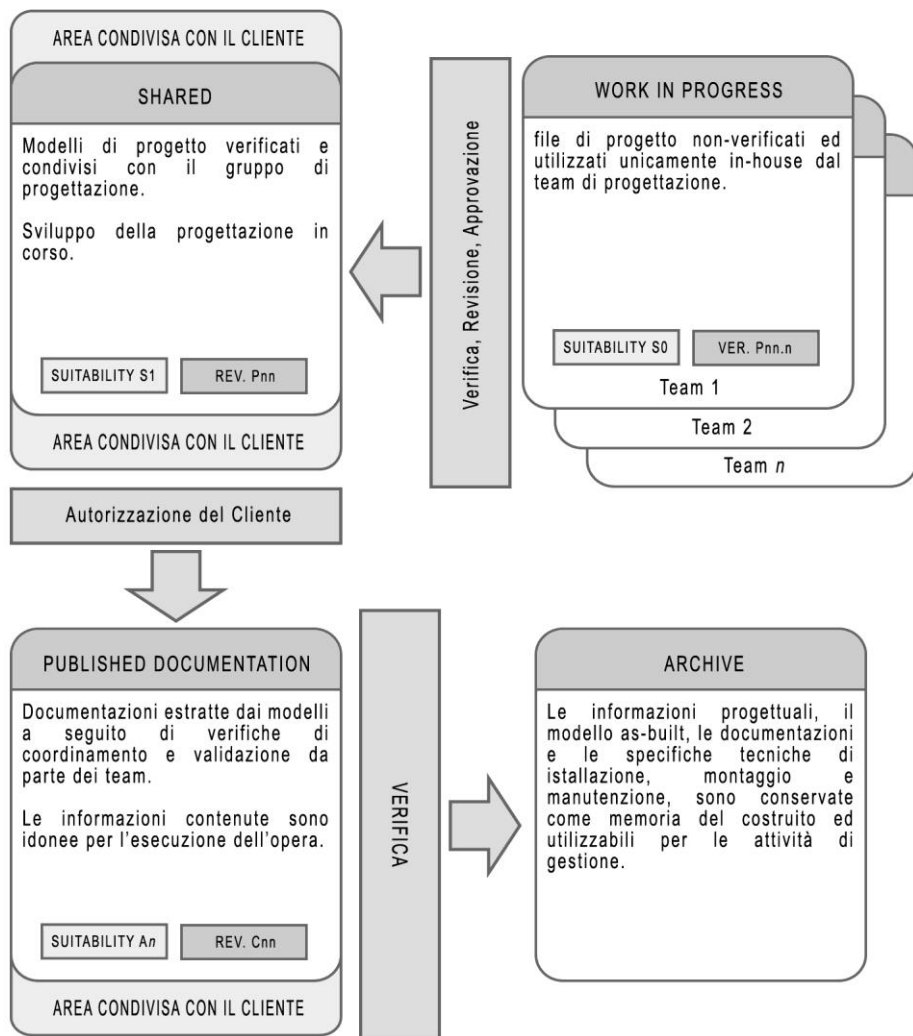 AREA CONDIVISA CON IL CLIENTE
SHARED
Modelli di progetto verificati e
condivisi con il gruppo di
progettazione.
Sviluppo della progettazione in
corso.
SUITABILITY S1
REV. Pnn
AREA CONDIVISA CON IL CLIENTE
Verifica, Revisione, Approvazione
WORK IN PROGRESS
file di progetto non-verificati ed
utilizzati unicamente in-house dal
team di progettazione.
SUITABILITY S0
VER. Pnn.n
Team 1
Team 2
Team n
Autorizzazione del Cliente
PUBLISHED DOCUMENTATION
Documentazioni estratte dai modelli
a seguito di verifiche di
coordinamento e validazione da
parte dei team.
Le informazioni contenute sono
idonee per l'esecuzione dell'opera.
SUITABILITY An
REV. Cnn
AREA CONDIVISA CON IL CLIENTE
VERIFICA
ARCHIVE
Le informazioni progettuali, il
modello as-built, le documentazioni
e le specifiche tecniche di
istallazione, montaggio e
manutenzione, sono conservate
come memoria del costruito ed
utilizzabili per le attività di
gestione.